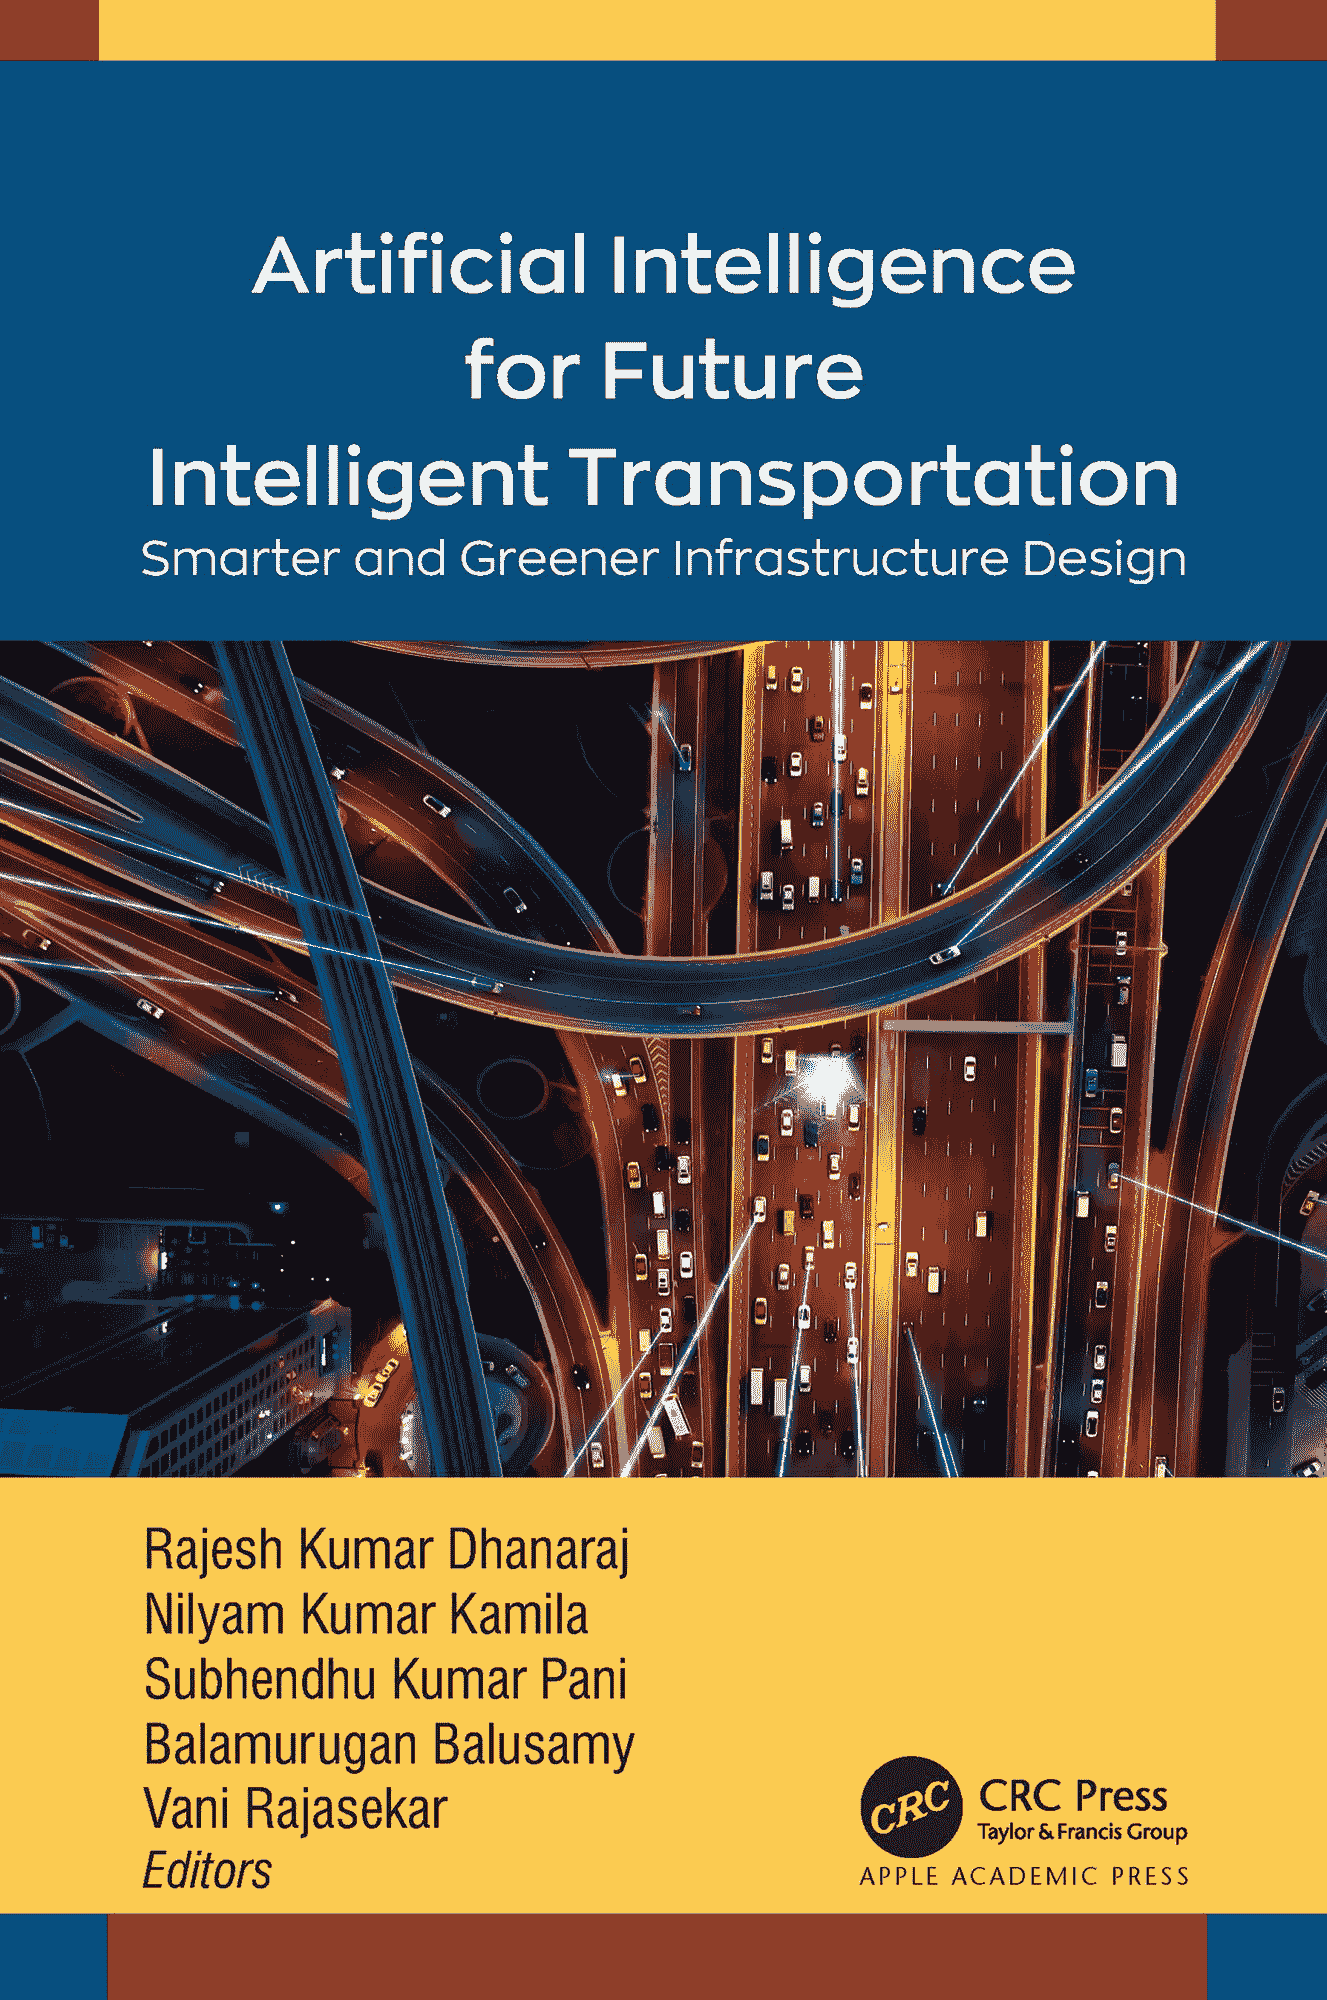 Artificial Intelligence
for Future
Intelligent Transportation
Smarter and Greener Infrastructure Design
Rajesh Kumar Dhanaraj
Nilyam Kumar Kamila
Subhendhu Kumar Pani
Balamurugan Balusamy
Vani Rajasekar
Editors
CRC
CRC Press
Taylor & Francis Group
APPLE ACADEMIC PRESS